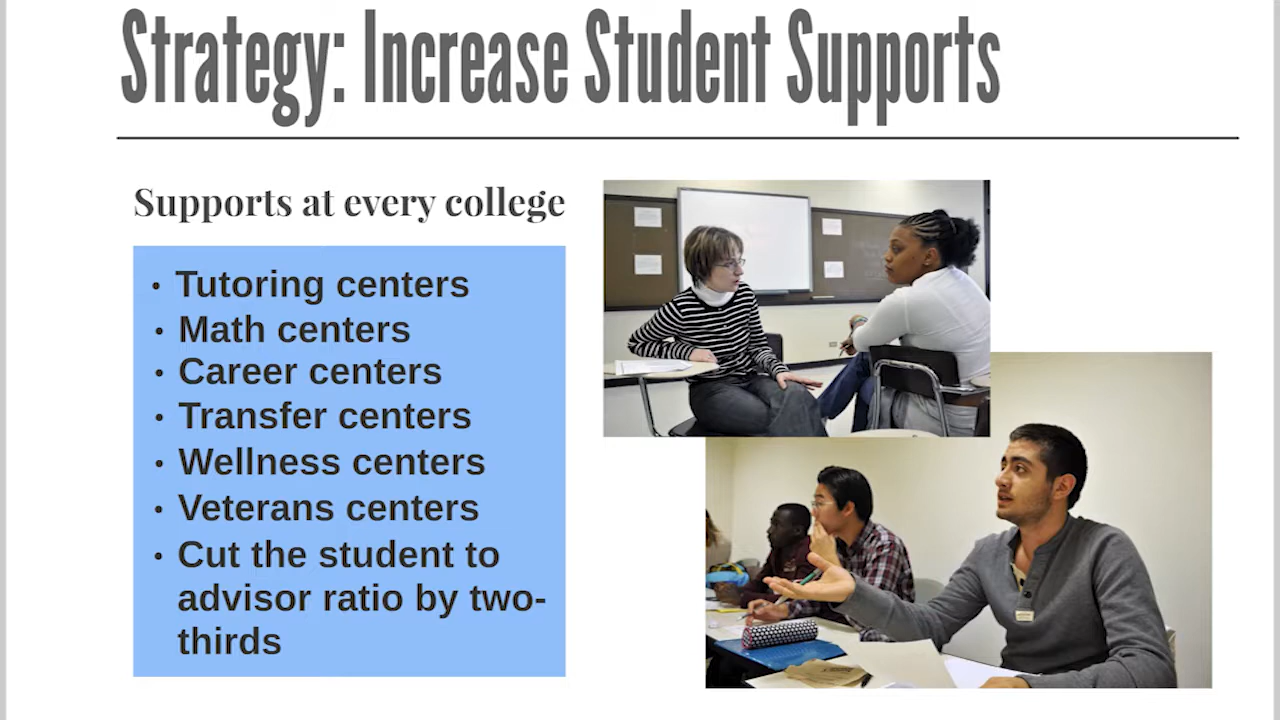 Strategy: Increase Student Supports
Supports at every college
• Tutoring centers
• Math centers
• Career centers
• Transfer centers
• Wellness centers
• Veterans centers
• Cut the student to
advisor ratio by two-
thirds